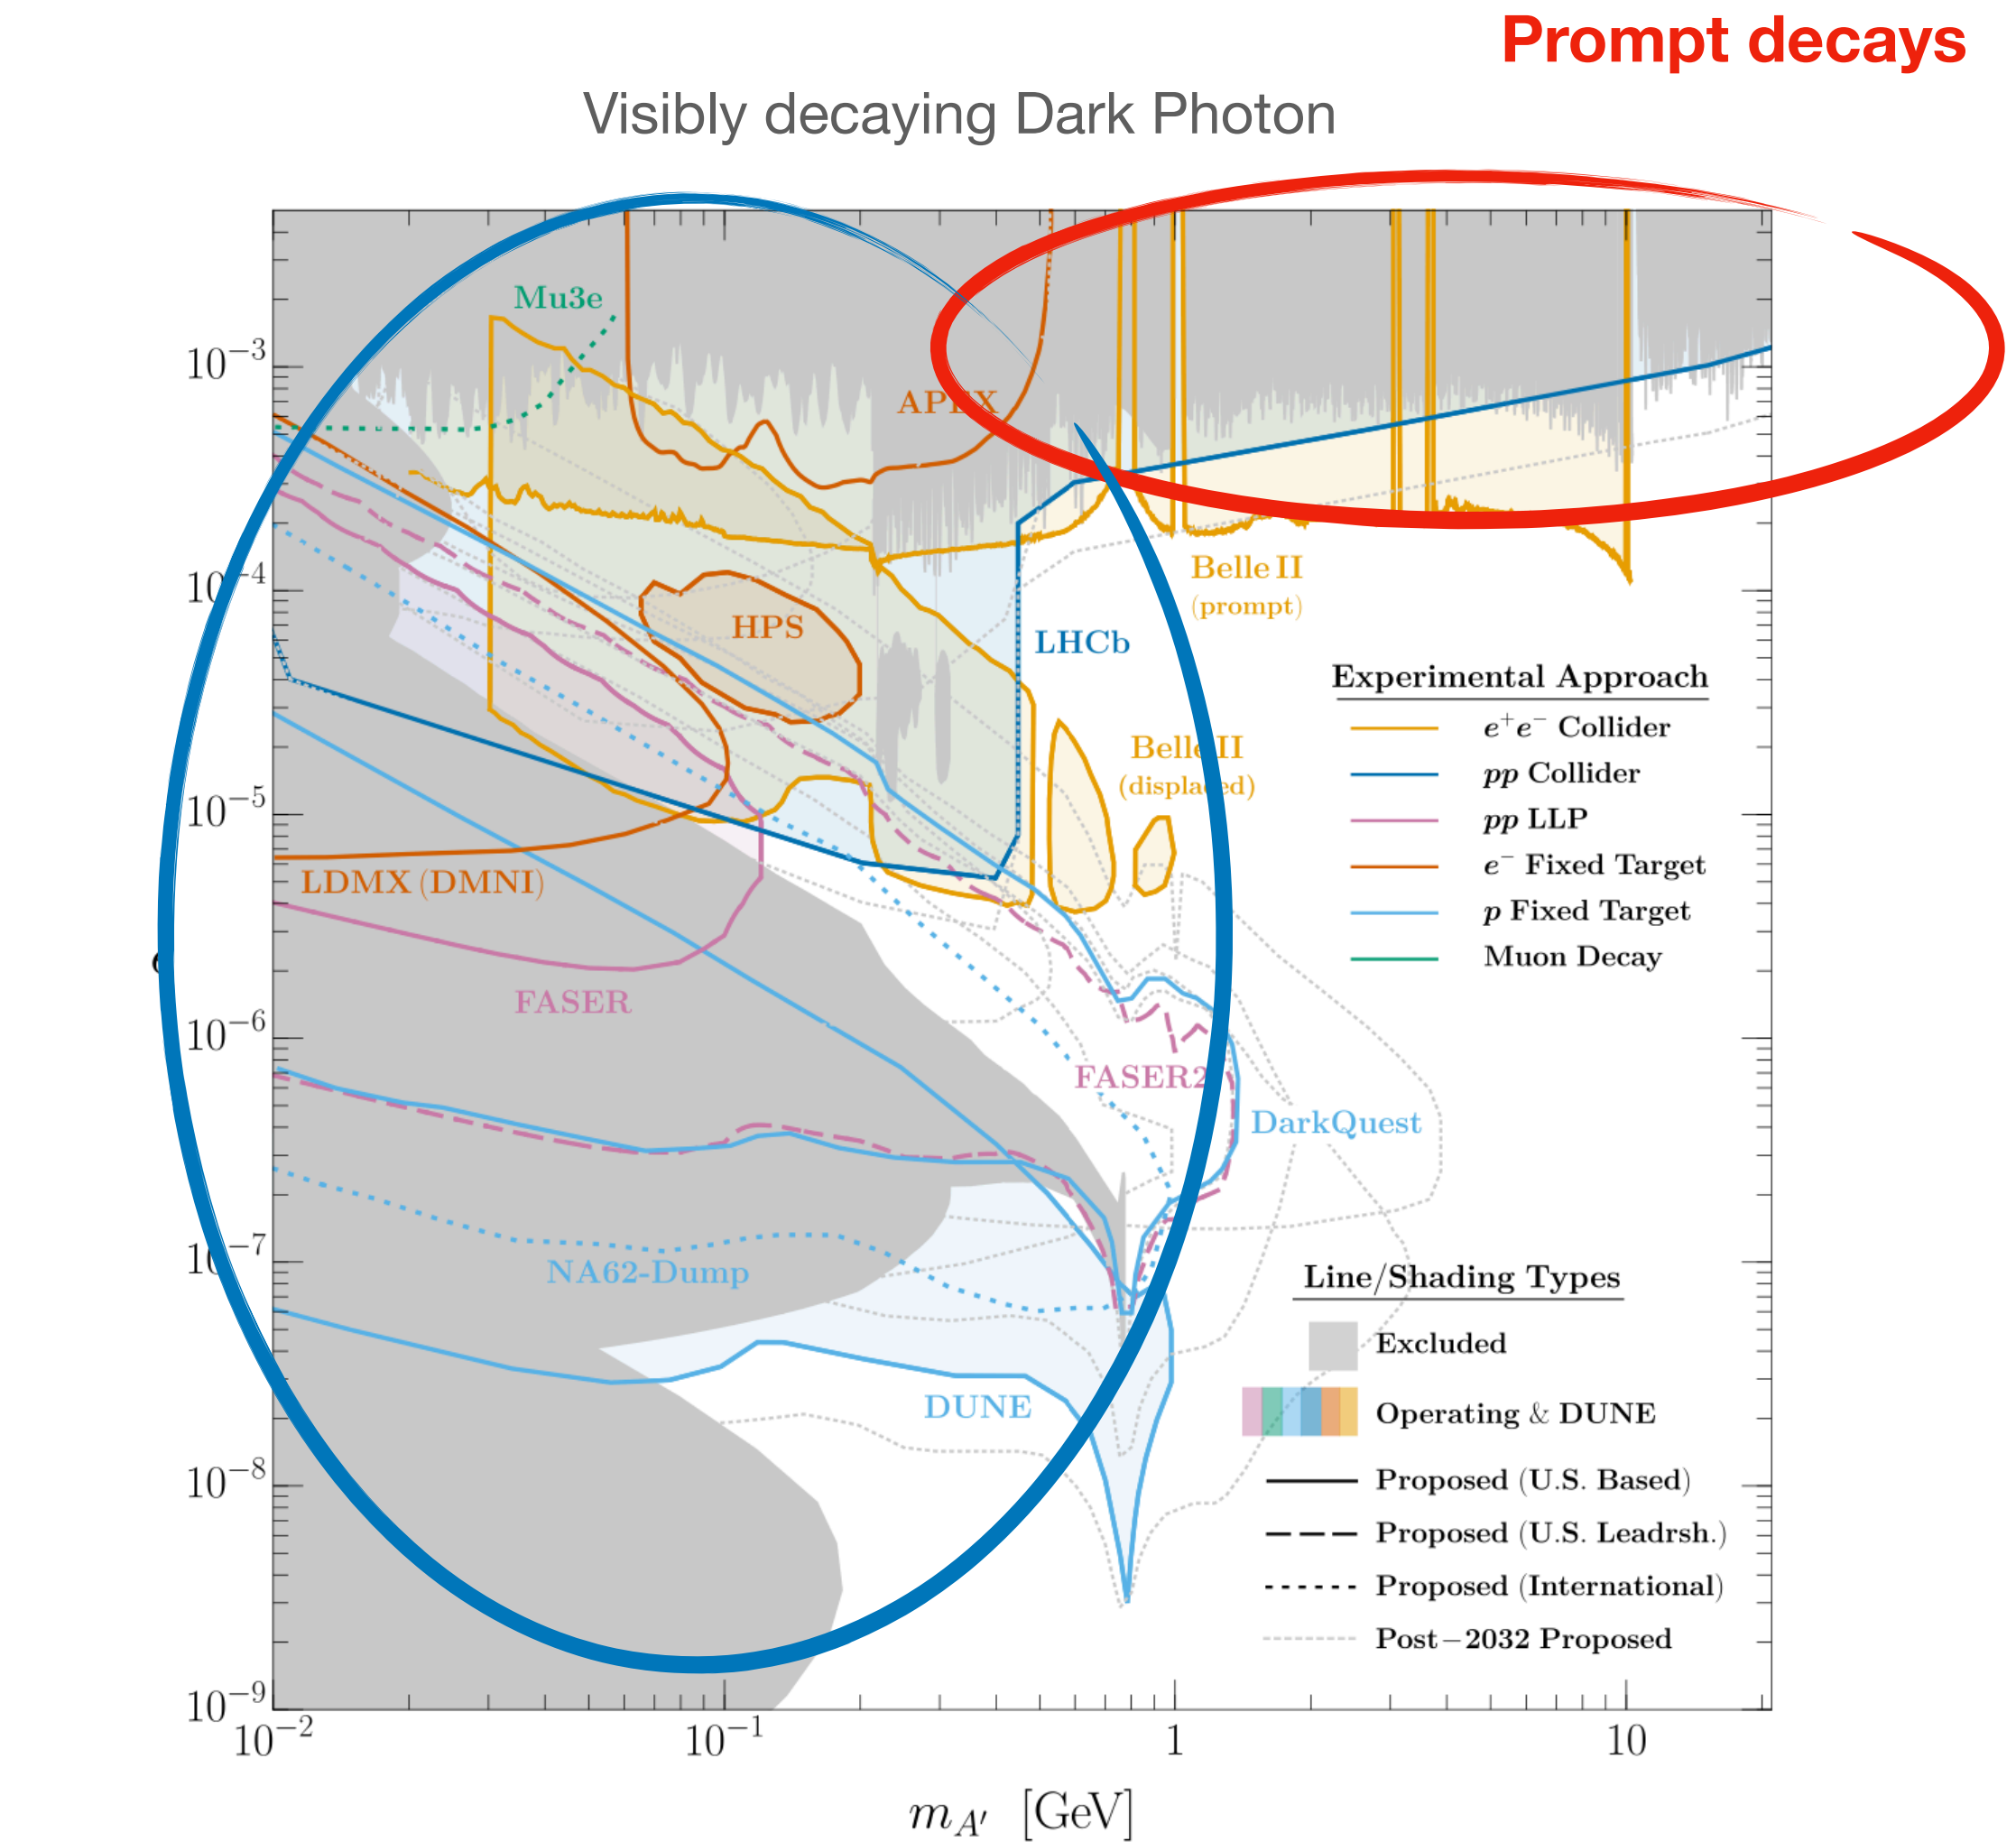 Prompt decays
Visibly decaying Dark Photon
Mu3e
10⁻³
APEX
10⁻⁴
Belle II
(prompt)
HPS
LHCb
Experimental Approach
e⁺e⁻ Collider
pp Collider
pp LLP
e⁻ Fixed Target
p Fixed Target
Muon Decay
Belle II
(displaced)
10⁻⁵
LDMX (DMNI)
FASER
10⁻⁶
FASER2
DarkQuest
10⁻⁷
NA62-Dump
Line/Shading Types
Excluded
Operating & DUNE
Proposed (U.S. Based)
Proposed (U.S. Leadrsh.)
Proposed (International)
Post−2032 Proposed
DUNE
10⁻⁸
10⁻⁹
10⁻² 10⁻¹ 1 10
m_A′ [GeV]